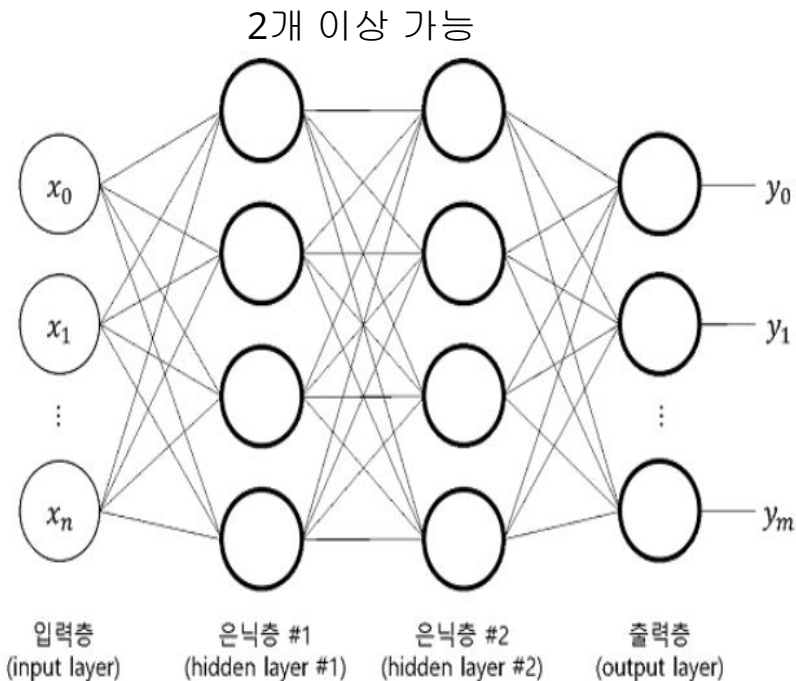 2개 이상 가능
x₀
y₀
x₁
y₁
⋮
⋮
xₙ
yₘ
입력층
(input layer)
은닉층 #1
(hidden layer #1)
은닉층 #2
(hidden layer #2)
출력층
(output layer)